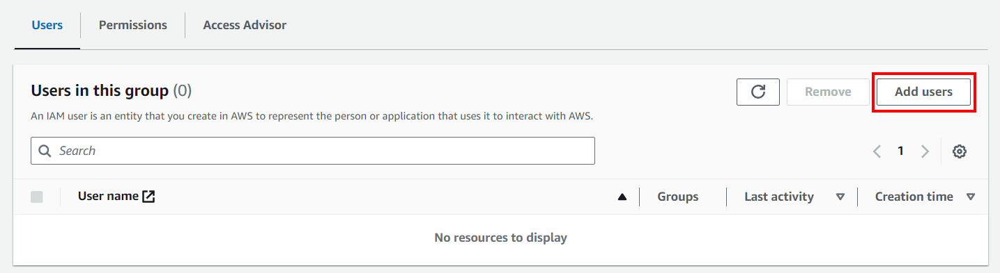 Users Permissions Access Advisor
Users in this group (0) Remove Add users
An IAM user is an entity that you create in AWS to represent the person or application that uses it to interact with AWS.
Search 1
User name Groups Last activity Creation time
No resources to display